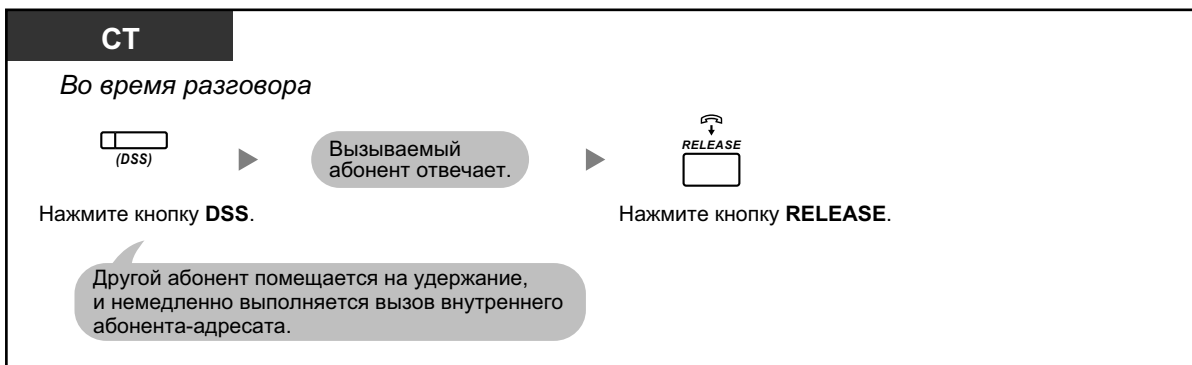 СТ
Во время разговора
(DSS)
Вызываемый
абонент отвечает.
RELEASE
Нажмите кнопку DSS.
Нажмите кнопку RELEASE.
Другой абонент помещается на удержание,
и немедленно выполняется вызов внутреннего
абонента-адресата.